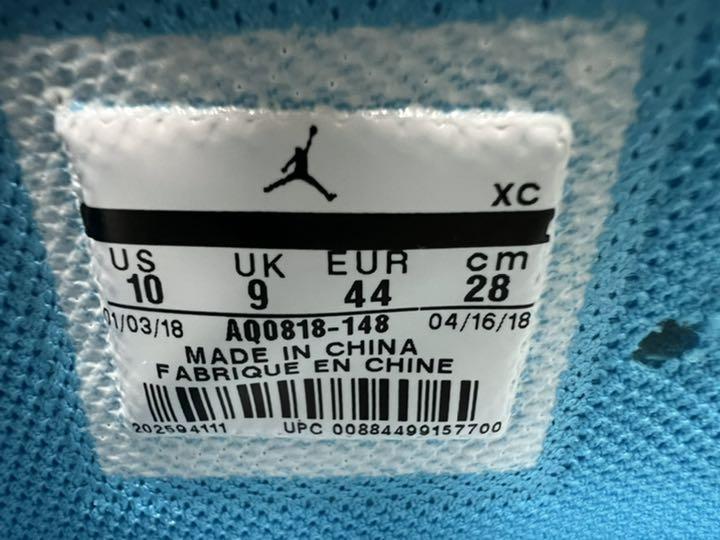 XC
US UK EUR cm
10 9 44 28
01/03/18 AQ0818-148 04/16/18
MADE IN CHINA
FABRIQUE EN CHINE
202594111 UPC 00884499157700